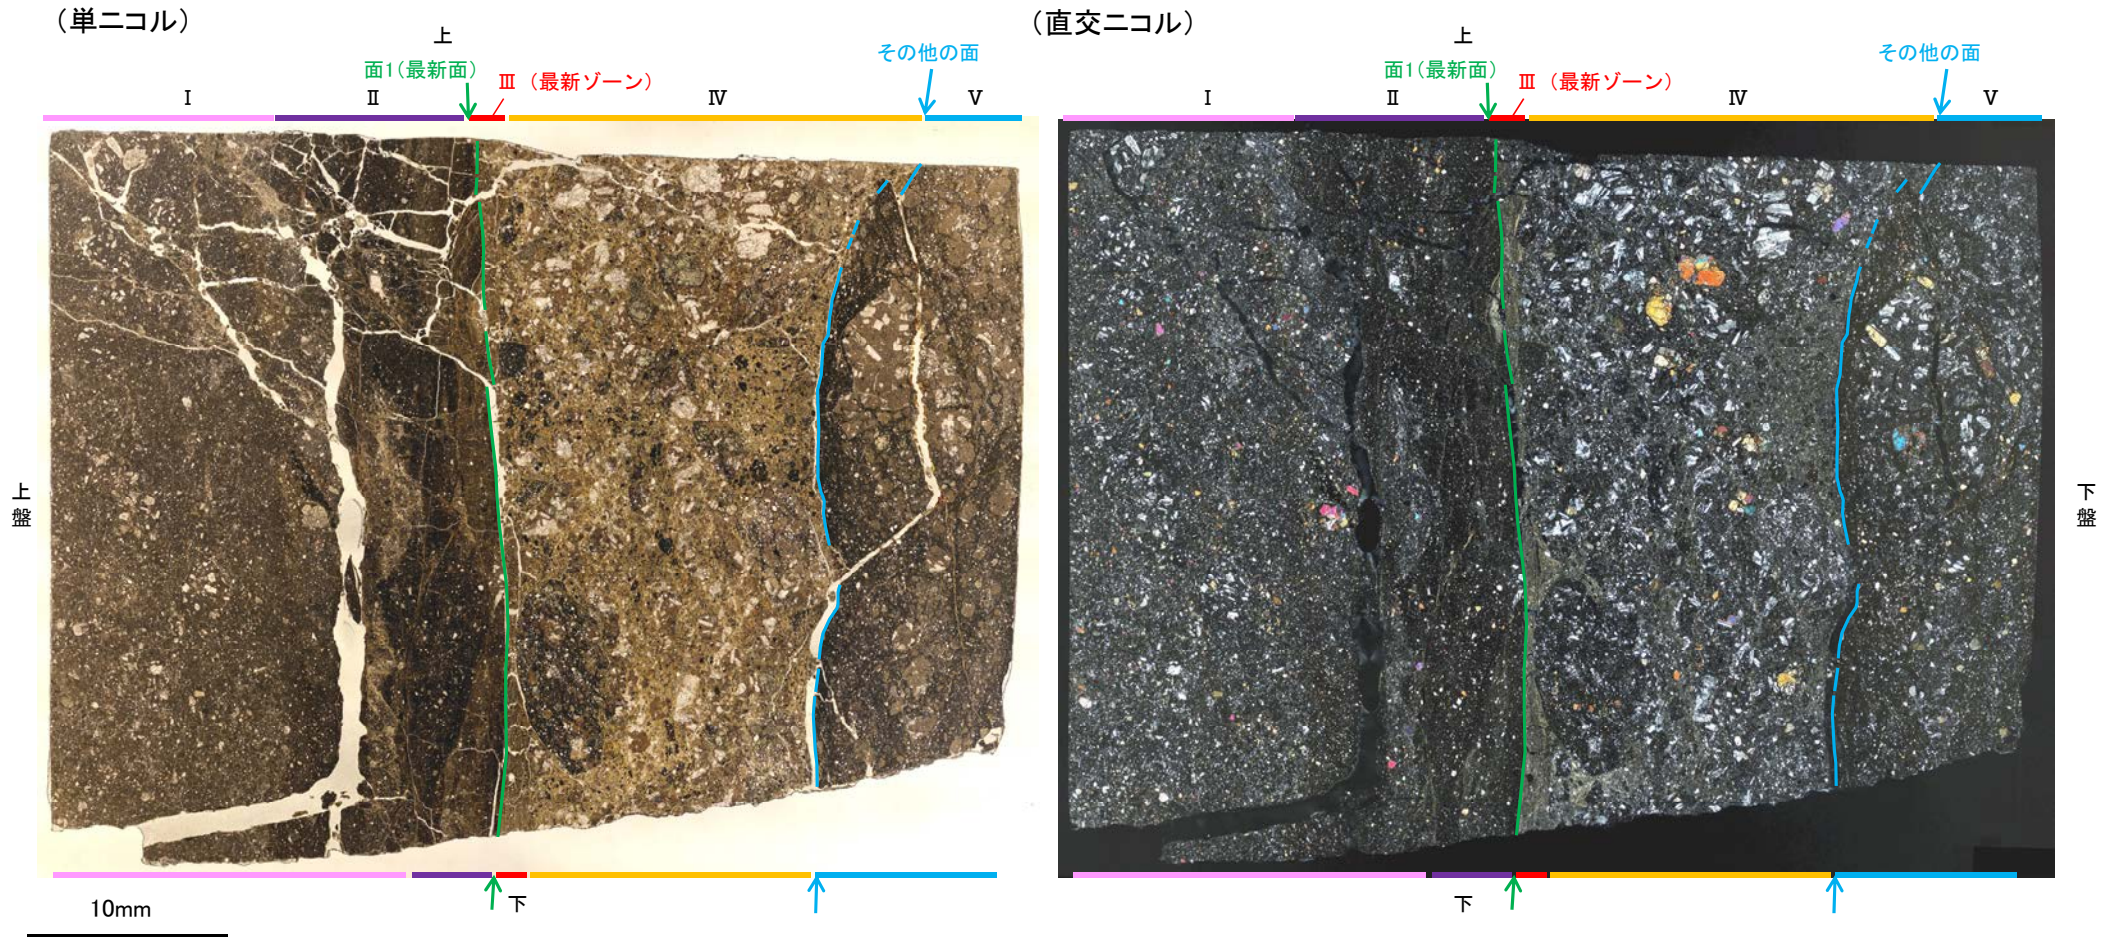 （単ニコル）
上
面1（最新面）
Ⅲ（最新ゾーン）
その他の面
Ⅰ
Ⅱ
Ⅳ
Ⅴ
上盤
下
10mm
（直交ニコル）
上
面1（最新面）
Ⅲ（最新ゾーン）
その他の面
Ⅰ
Ⅱ
Ⅳ
Ⅴ
下盤
下